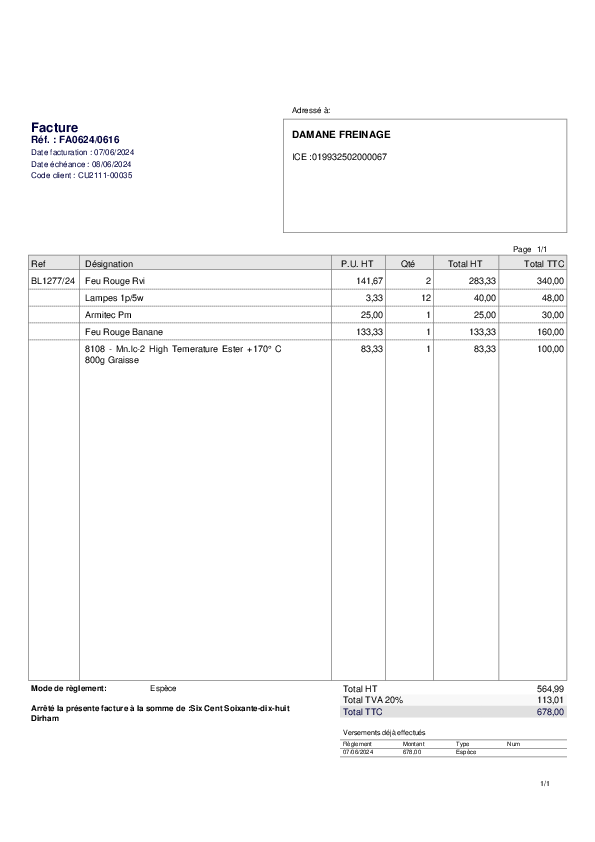 Adressé à:
Facture
Réf. : FA0624/0616
Date facturation : 07/06/2024
Date échéance : 08/06/2024
Code client : CU2111-00035
DAMANE FREINAGE
ICE :019932502000067
Page 1/1
Ref Désignation P.U. HT Qté Total HT Total TTC
BL1277/24 Feu Rouge Rvi 141,67 2 283,33 340,00
Lampes 1p/5w 3,33 12 40,00 48,00
Armitec Pm 25,00 1 25,00 30,00
Feu Rouge Banane 133,33 1 133,33 160,00
8108 - Mn.lc-2 High Temerature Ester +170° C 83,33 1 83,33 100,00
800g Graisse
Mode de règlement: Espèce
Total HT 564,99
Total TVA 20% 113,01
Total TTC 678,00
Arrêté la présente facture à la somme de :Six Cent Soixante-dix-huit
Dirham
Versements déjà effectués
Règlement Montant Type Num
07/06/2024 678,00 Espèce
1/1